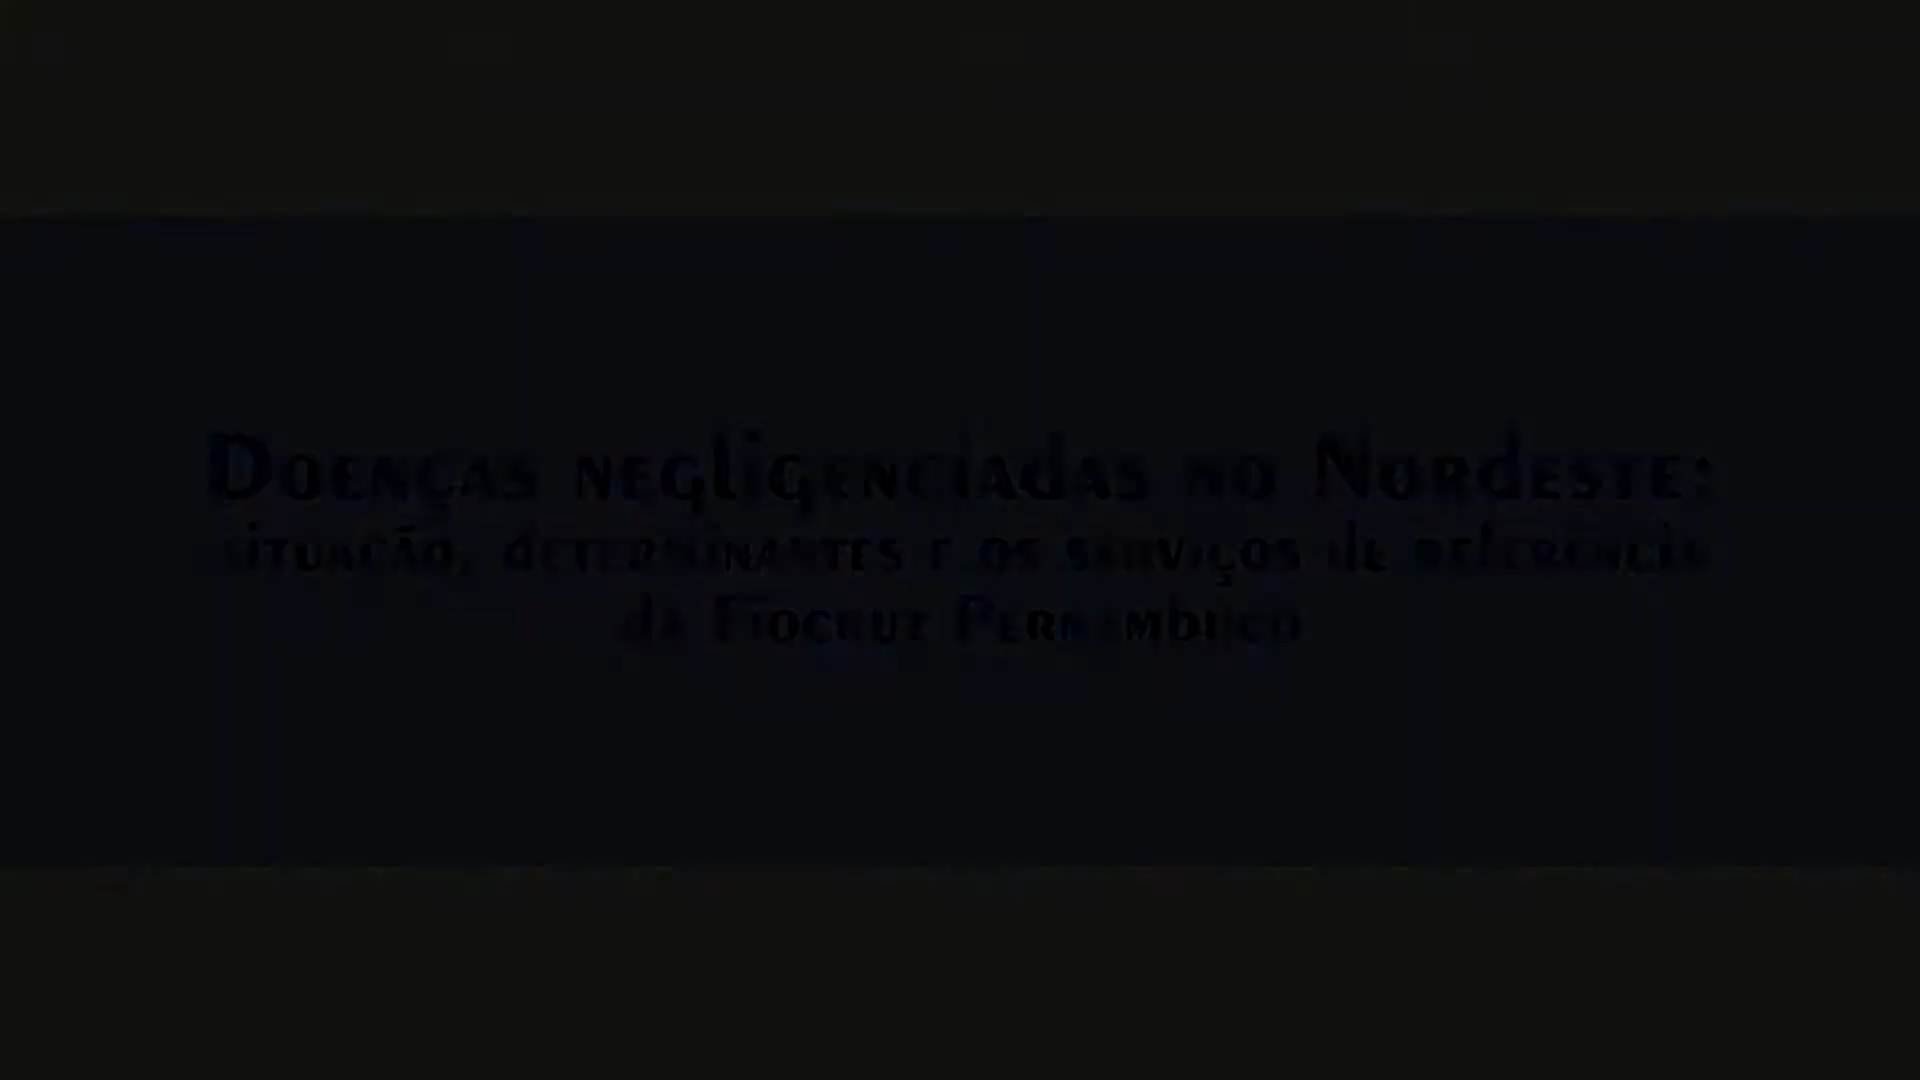 Doenças negligenciadas no Nordeste:
situação, determinantes e os serviços de referência
da Fiocruz Pernambuco